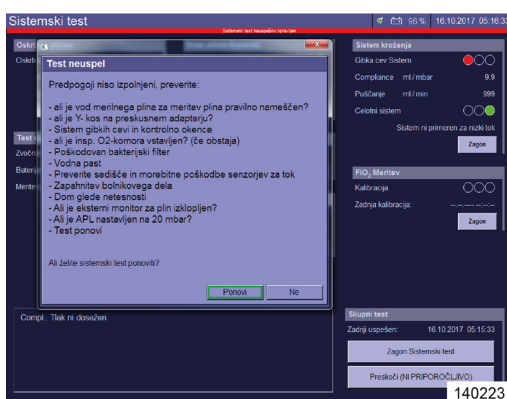 Sistemski test
96 %
16.10.2017 05:16:33
Sistemski test neuspešno opravljen
Test neuspel
Predpogoji niso izpolnjeni, preverite:
- ali je vod merilnega plina za meritev plina pravilno nameščen?
- ali je Y- kos na preskusnem adapterju?
- Sistem gibkih cevi in kontrolno okence
- ali je insp. O2-komora vstavljen? (če obstaja)
- Poškodovan bakterijski filter
- Vodna past
- Preverite sedišče in morebitne poškodbe senzorjev za tok
- Zapahnitev bolnikovega dela
- Dom glede netesnosti
- Ali je eksterni monitor za plin izklopljen?
- Ali je APL nastavljen na 20 mbar?
- Test ponovi
Ali želite sistemski test ponoviti?
Ponovi
Ne
Compl.: Tlak ni dosežen
Sistem kroženja
Gibka cev Sistem
Compliance ml/mbar 9.9
Puščanje ml/min 999
Celotni sistem
Sistem ni primeren za nizki tok
Zagon
FiO2 Meritev
Kalibracija
Zadnja kalibracija: --.--.---- --:--:--
Zagon
Skupni test
Zadnji uspešen: 16.10.2017 05:15:33
Zagon Sistemski test
Preskoči (NI PRIPOROČLJIVO)
140223